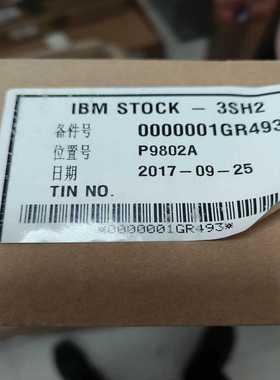 IBM STOCK - 3SH2
备件号 0000001GR493
位置号 P9802A
日期 2017-09-25
TIN NO.
*0000001GR493*